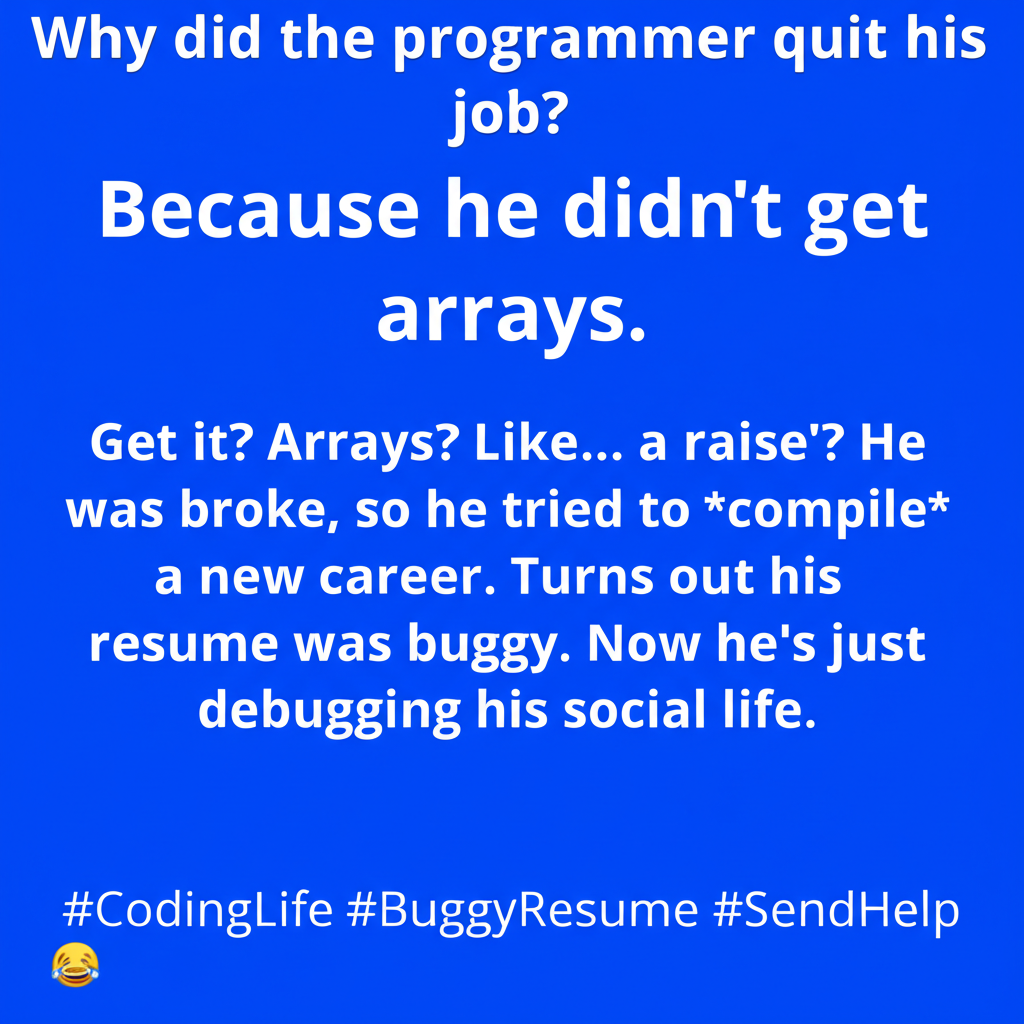 Why did the programmer quit his
job?
Because he didn't get
arrays.
Get it? Arrays? Like... a raise'? He
was broke, so he tried to *compile*
a new career. Turns out his
resume was buggy. Now he's just
debugging his social life.
#CodingLife #BuggyResume #SendHelp
😂